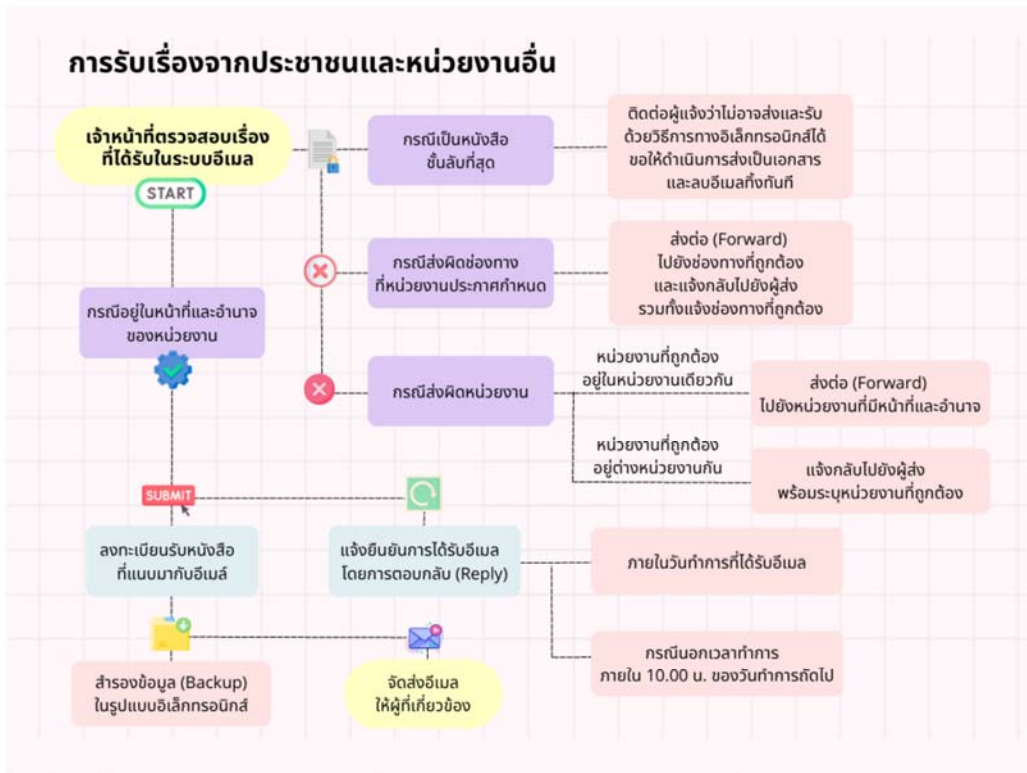 การรับเรื่องจากประชาชนและหน่วยงานอื่น
เจ้าหน้าที่ตรวจสอบเรื่อง
ที่ได้รับในระบบอีเมล
START
กรณีเป็นหนังสือ
ชั้นลับที่สุด
ติดต่อผู้แจ้งว่าไม่อาจส่งและรับ
ด้วยวิธีการทางอิเล็กทรอนิกส์ได้
ขอให้ดำเนินการส่งเป็นเอกสาร
และลบอีเมลทิ้งทันที
กรณีส่งผิดช่องทาง
ที่หน่วยงานประกาศกำหนด
ส่งต่อ (Forward)
ไปยังช่องทางที่ถูกต้อง
และแจ้งกลับไปยังผู้ส่ง
รวมทั้งแจ้งช่องทางที่ถูกต้อง
กรณีอยู่ในหน้าที่และอำนาจ
ของหน่วยงาน
กรณีส่งผิดหน่วยงาน
หน่วยงานที่ถูกต้อง
อยู่ในหน่วยงานเดียวกัน
ส่งต่อ (Forward)
ไปยังหน่วยงานที่มีหน้าที่และอำนาจ
หน่วยงานที่ถูกต้อง
อยู่ต่างหน่วยงานกัน
แจ้งกลับไปยังผู้ส่ง
พร้อมระบุหน่วยงานที่ถูกต้อง
SUBMIT
ลงทะเบียนรับหนังสือ
ที่แนบมากับอีเมล์
แจ้งยืนยันการได้รับอีเมล
โดยการตอบกลับ (Reply)
ภายในวันทำการที่ได้รับอีเมล
กรณีนอกเวลาทำการ
ภายใน 10.00 น. ของวันทำการถัดไป
สำรองข้อมูล (Backup)
ในรูปแบบอิเล็กทรอนิกส์
จัดส่งอีเมล
ให้ผู้ที่เกี่ยวข้อง